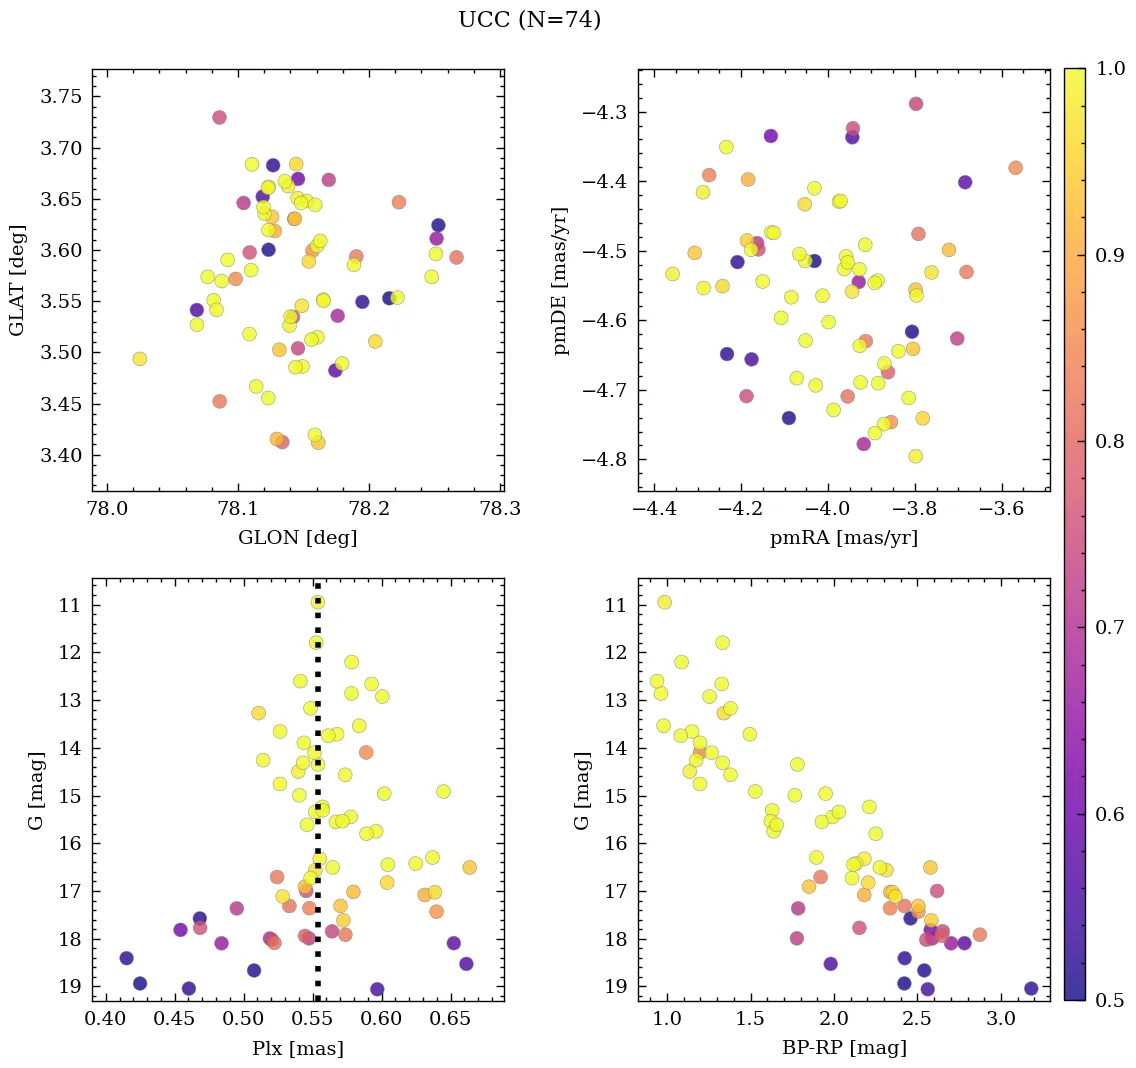 UCC (N=74)
3.75
3.70
3.65
3.60
3.55
3.50
3.45
3.40
GLAT [deg]
78.0 78.1 78.2 78.3
GLON [deg]
−4.3
−4.4
−4.5
−4.6
−4.7
−4.8
pmDE [mas/yr]
−4.4 −4.2 −4.0 −3.8 −3.6
pmRA [mas/yr]
11
12
13
14
15
16
17
18
19
G [mag]
0.40 0.45 0.50 0.55 0.60 0.65
Plx [mas]
11
12
13
14
15
16
17
18
19
G [mag]
1.0 1.5 2.0 2.5 3.0
BP-RP [mag]
1.0
0.9
0.8
0.7
0.6
0.5